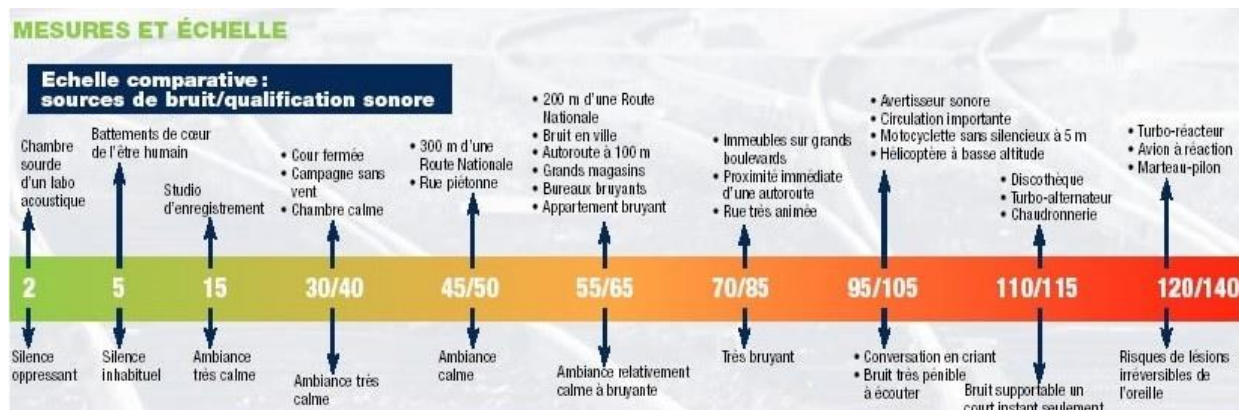 MESURES ET ÉCHELLE
Echelle comparative :
sources de bruit/qualification sonore
Chambre
sourde
d'un labo
acoustique
Battements de cœur
de l'être humain
Studio
d'enregistrement
• Cour fermée
• Campagne sans
vent
• Chambre calme
• 300 m d'une
Route Nationale
• Rue piétonne
• 200 m d'une Route
Nationale
• Bruit en ville
• Autoroute à 100 m
• Grands magasins
• Bureaux bruyants
• Appartement bruyant
• Immeubles sur grands
boulevards
• Proximité immédiate
d'une autoroute
• Rue très animée
• Avertisseur sonore
• Circulation importante
• Motocyclette sans silencieux à 5 m
• Hélicoptère à basse altitude
• Discothèque
• Turbo-alternateur
• Chaudronnerie
• Turbo-réacteur
• Avion à réaction
• Marteau-pilon
2 5 15 30/40 45/50 55/65 70/85 95/105 110/115 120/140
Silence
oppressant
Silence
inhabituel
Ambiance
très calme
Ambiance très
calme
Ambiance
calme
Ambiance relativement
calme à bruyante
Très bruyant
• Conversation en criant
• Bruit très pénible
à écouter
Bruit supportable un
court instant seulement
Risques de lésions
irréversibles de
l'oreille